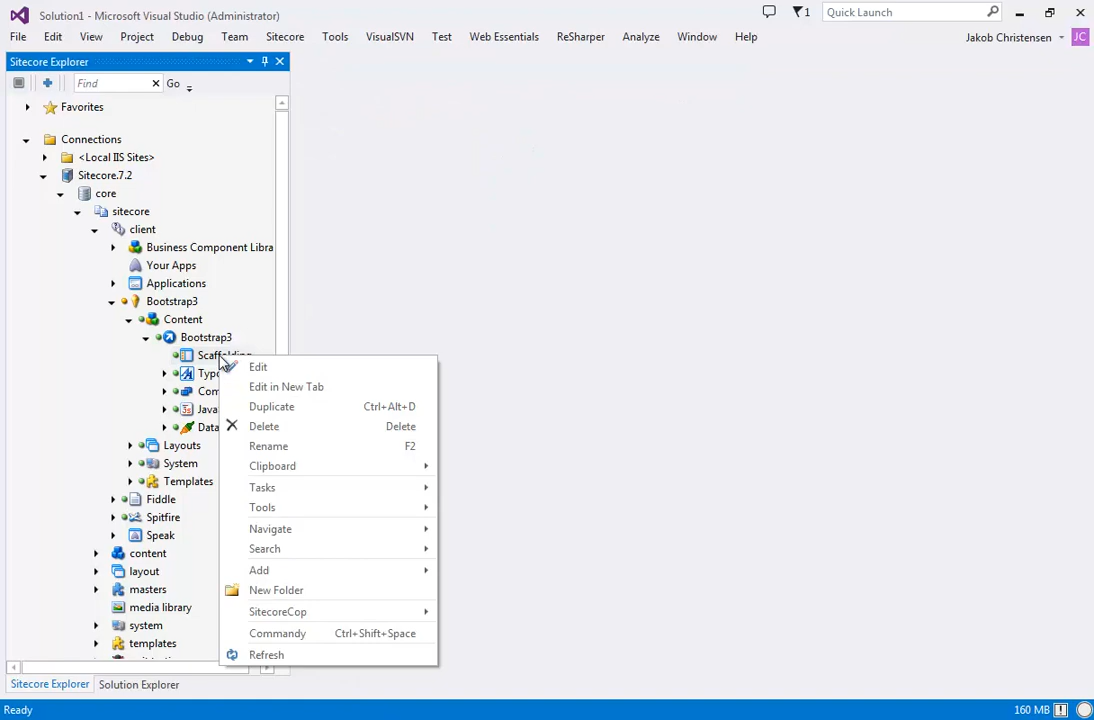 Solution1 - Microsoft Visual Studio (Administrator)
1
Quick Launch
File Edit View Project Debug Team Sitecore Tools VisualSVN Test Web Essentials ReSharper Analyze Window Help
Jakob Christensen JC
Sitecore Explorer
Find Go
Favorites
Connections
<Local IIS Sites>
Sitecore.7.2
core
sitecore
client
Business Component Libra
Your Apps
Applications
Bootstrap3
Content
Bootstrap3
Scaffolding
Typo
Com
Java
Data
Layouts
System
Templates
Fiddle
Spitfire
Speak
content
layout
masters
media library
system
templates
Edit
Edit in New Tab
Duplicate Ctrl+Alt+D
Delete Delete
Rename F2
Clipboard
Tasks
Tools
Navigate
Search
Add
New Folder
SitecoreCop
Commandy Ctrl+Shift+Space
Refresh
Sitecore Explorer Solution Explorer
Ready
160 MB